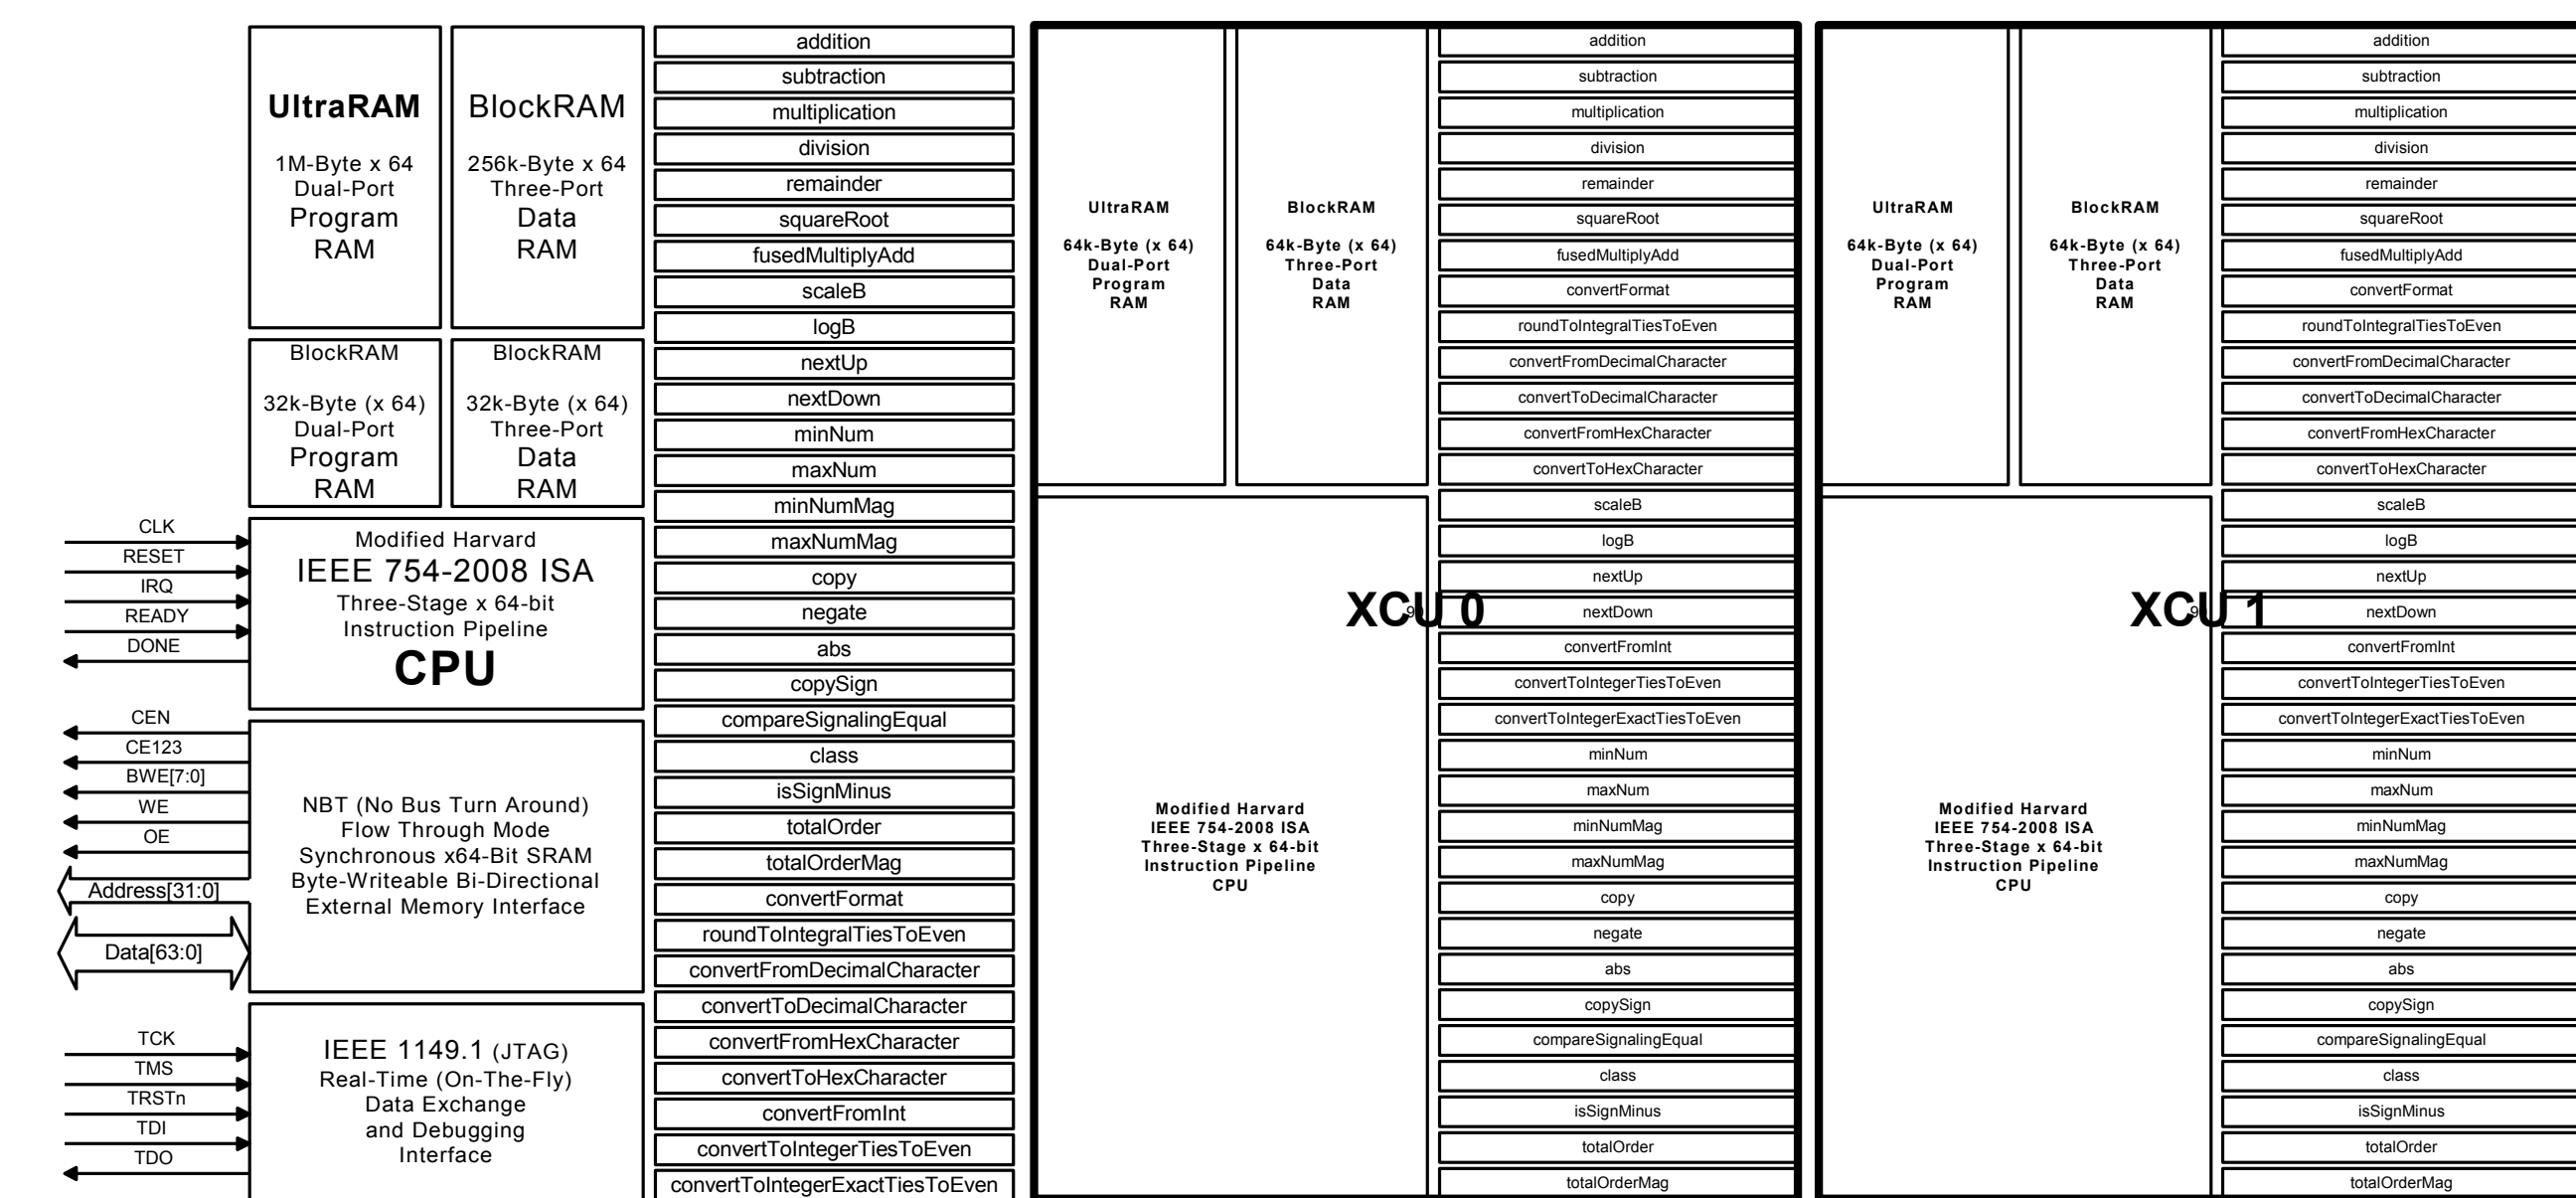 UltraRAM
1M-Byte x 64
Dual-Port
Program
RAM
BlockRAM
256k-Byte x 64
Three-Port
Data
RAM
BlockRAM
32k-Byte (x 64)
Dual-Port
Program
RAM
BlockRAM
32k-Byte (x 64)
Three-Port
Data
RAM
CLK
RESET
IRQ
READY
DONE
Modified Harvard
IEEE 754-2008 ISA
Three-Stage x 64-bit
Instruction Pipeline
CPU
CEN
CE123
BWE[7:0]
WE
OE
Address[31:0]
Data[63:0]
NBT (No Bus Turn Around)
Flow Through Mode
Synchronous x64-Bit SRAM
Byte-Writeable Bi-Directional
External Memory Interface
TCK
TMS
TRSTn
TDI
TDO
IEEE 1149.1 (JTAG)
Real-Time (On-The-Fly)
Data Exchange
and Debugging
Interface
addition
subtraction
multiplication
division
remainder
squareRoot
fusedMultiplyAdd
scaleB
logB
nextUp
nextDown
minNum
maxNum
minNumMag
maxNumMag
copy
negate
abs
copySign
compareSignalingEqual
class
isSignMinus
totalOrder
totalOrderMag
convertFormat
roundToIntegralTiesToEven
convertFromDecimalCharacter
convertToDecimalCharacter
convertFromHexCharacter
convertToHexCharacter
convertFromInt
convertToIntegerTiesToEven
convertToIntegerExactTiesToEven
UltraRAM
64k-Byte (x 64)
Dual-Port
Program
RAM
BlockRAM
64k-Byte (x 64)
Three-Port
Data
RAM
XCU 0
Modified Harvard
IEEE 754-2008 ISA
Three-Stage x 64-bit
Instruction Pipeline
CPU
addition
subtraction
multiplication
division
remainder
squareRoot
fusedMultiplyAdd
convertFormat
roundToIntegralTiesToEven
convertFromDecimalCharacter
convertToDecimalCharacter
convertFromHexCharacter
convertToHexCharacter
scaleB
logB
nextUp
nextDown
convertFromInt
convertToIntegerTiesToEven
convertToIntegerExactTiesToEven
minNum
maxNum
minNumMag
maxNumMag
copy
negate
abs
copySign
compareSignalingEqual
class
isSignMinus
totalOrder
totalOrderMag
UltraRAM
64k-Byte (x 64)
Dual-Port
Program
RAM
BlockRAM
64k-Byte (x 64)
Three-Port
Data
RAM
XCU 1
Modified Harvard
IEEE 754-2008 ISA
Three-Stage x 64-bit
Instruction Pipeline
CPU
addition
subtraction
multiplication
division
remainder
squareRoot
fusedMultiplyAdd
convertFormat
roundToIntegralTiesToEven
convertFromDecimalCharacter
convertToDecimalCharacter
convertFromHexCharacter
convertToHexCharacter
scaleB
logB
nextUp
nextDown
convertFromInt
convertToIntegerTiesToEven
convertToIntegerExactTiesToEven
minNum
maxNum
minNumMag
maxNumMag
copy
negate
abs
copySign
compareSignalingEqual
class
isSignMinus
totalOrder
totalOrderMag